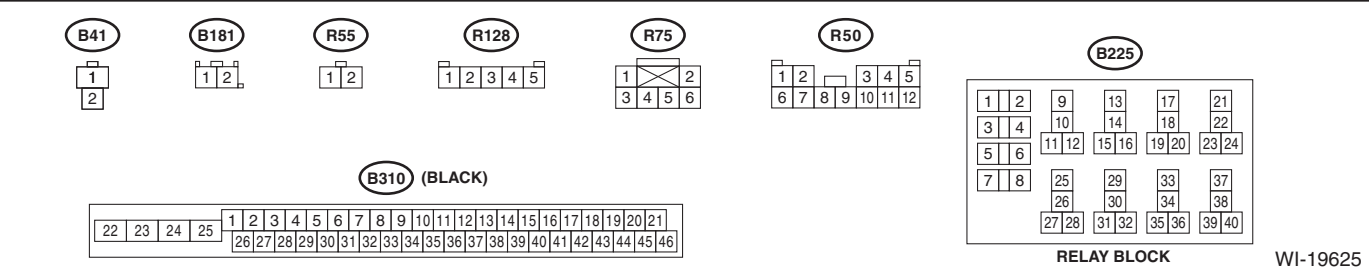 B41 B181 R55 R128 R75 R50 B225
1 2
1 2
1 2
1 2 3 4 5
1 2
3 4 5 6
1 2 3 4 5
6 7 8 9 10 11 12
B310 (BLACK)
22 23 24 25
1 2 3 4 5 6 7 8 9 10 11 12 13 14 15 16 17 18 19 20 21
26 27 28 29 30 31 32 33 34 35 36 37 38 39 40 41 42 43 44 45 46
1 2
3 4
5 6
7 8
9 13 17 21
10 14 18 22
11 12 15 16 19 20 23 24
25 29 33 37
26 30 34 38
27 28 31 32 35 36 39 40
RELAY BLOCK
WI-19625